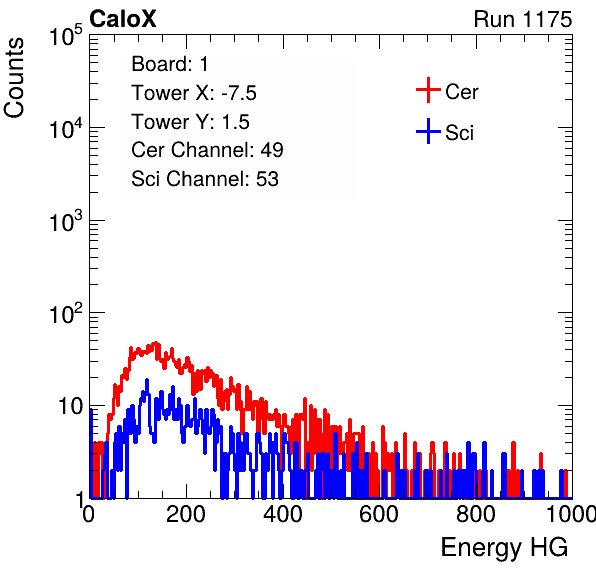 CaloX Run 1175
Counts
10^5
10^4
10^3
10^2
10
1
Board: 1
Tower X: -7.5
Tower Y: 1.5
Cer Channel: 49
Sci Channel: 53
Cer
Sci
0 200 400 600 800 1000
Energy HG